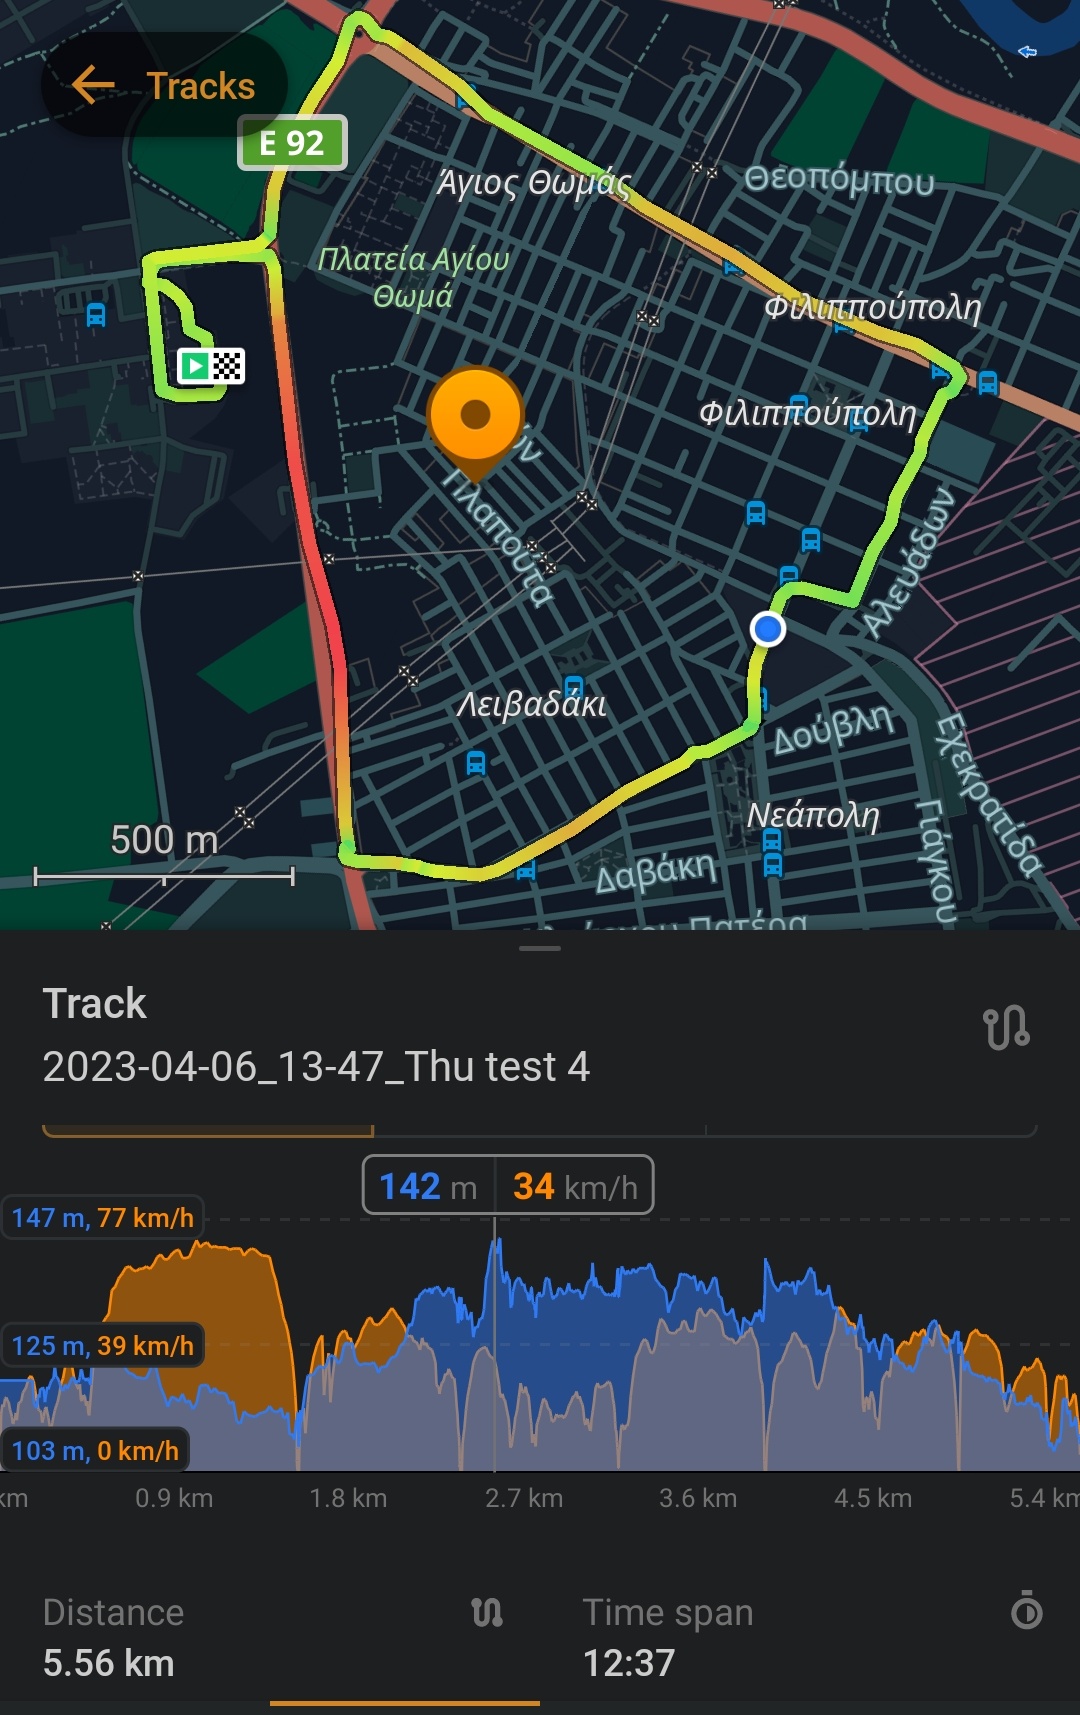 Tracks
E 92
Άγιος Θωμάς
Θεοπόμπου
Πλατεία Αγίου
Θωμά
Φιλιππούπολη
Φιλιππούπολη
Αλευάδων
Λειβαδάκι
Δούβλη
Εχεκρατίδα
500 m
Νεάπολη
Γιάγκου
Δαβάκη
Πατέρα
Track
2023-04-06_13-47_Thu test 4
142 m 34 km/h
147 m, 77 km/h
125 m, 39 km/h
103 m, 0 km/h
km 0.9 km 1.8 km 2.7 km 3.6 km 4.5 km 5.4 km
Distance Time span
5.56 km 12:37